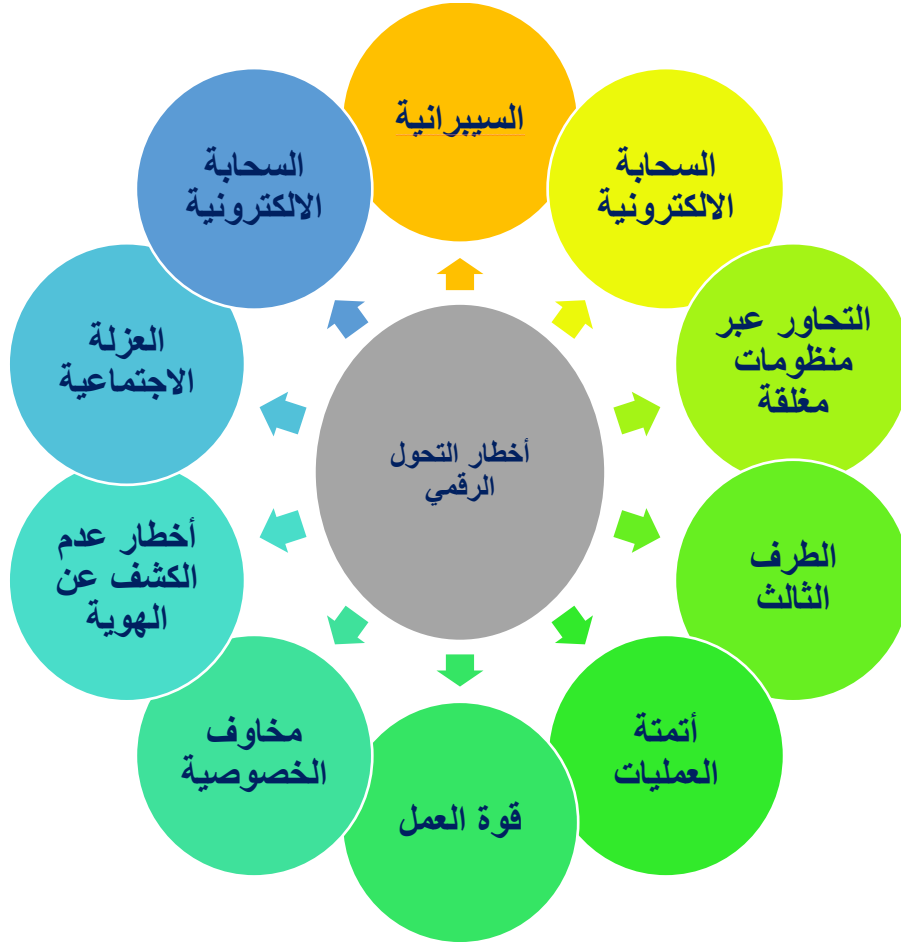 السيبرانية
السحابة
الالكترونية
التحاور عبر
منظومات
مغلقة
الطرف
الثالث
أتمتة
العمليات
قوة العمل
مخاوف
الخصوصية
أخطار عدم
الكشف عن
الهوية
العزلة
الاجتماعية
السحابة
الالكترونية
أخطار التحول
الرقمي